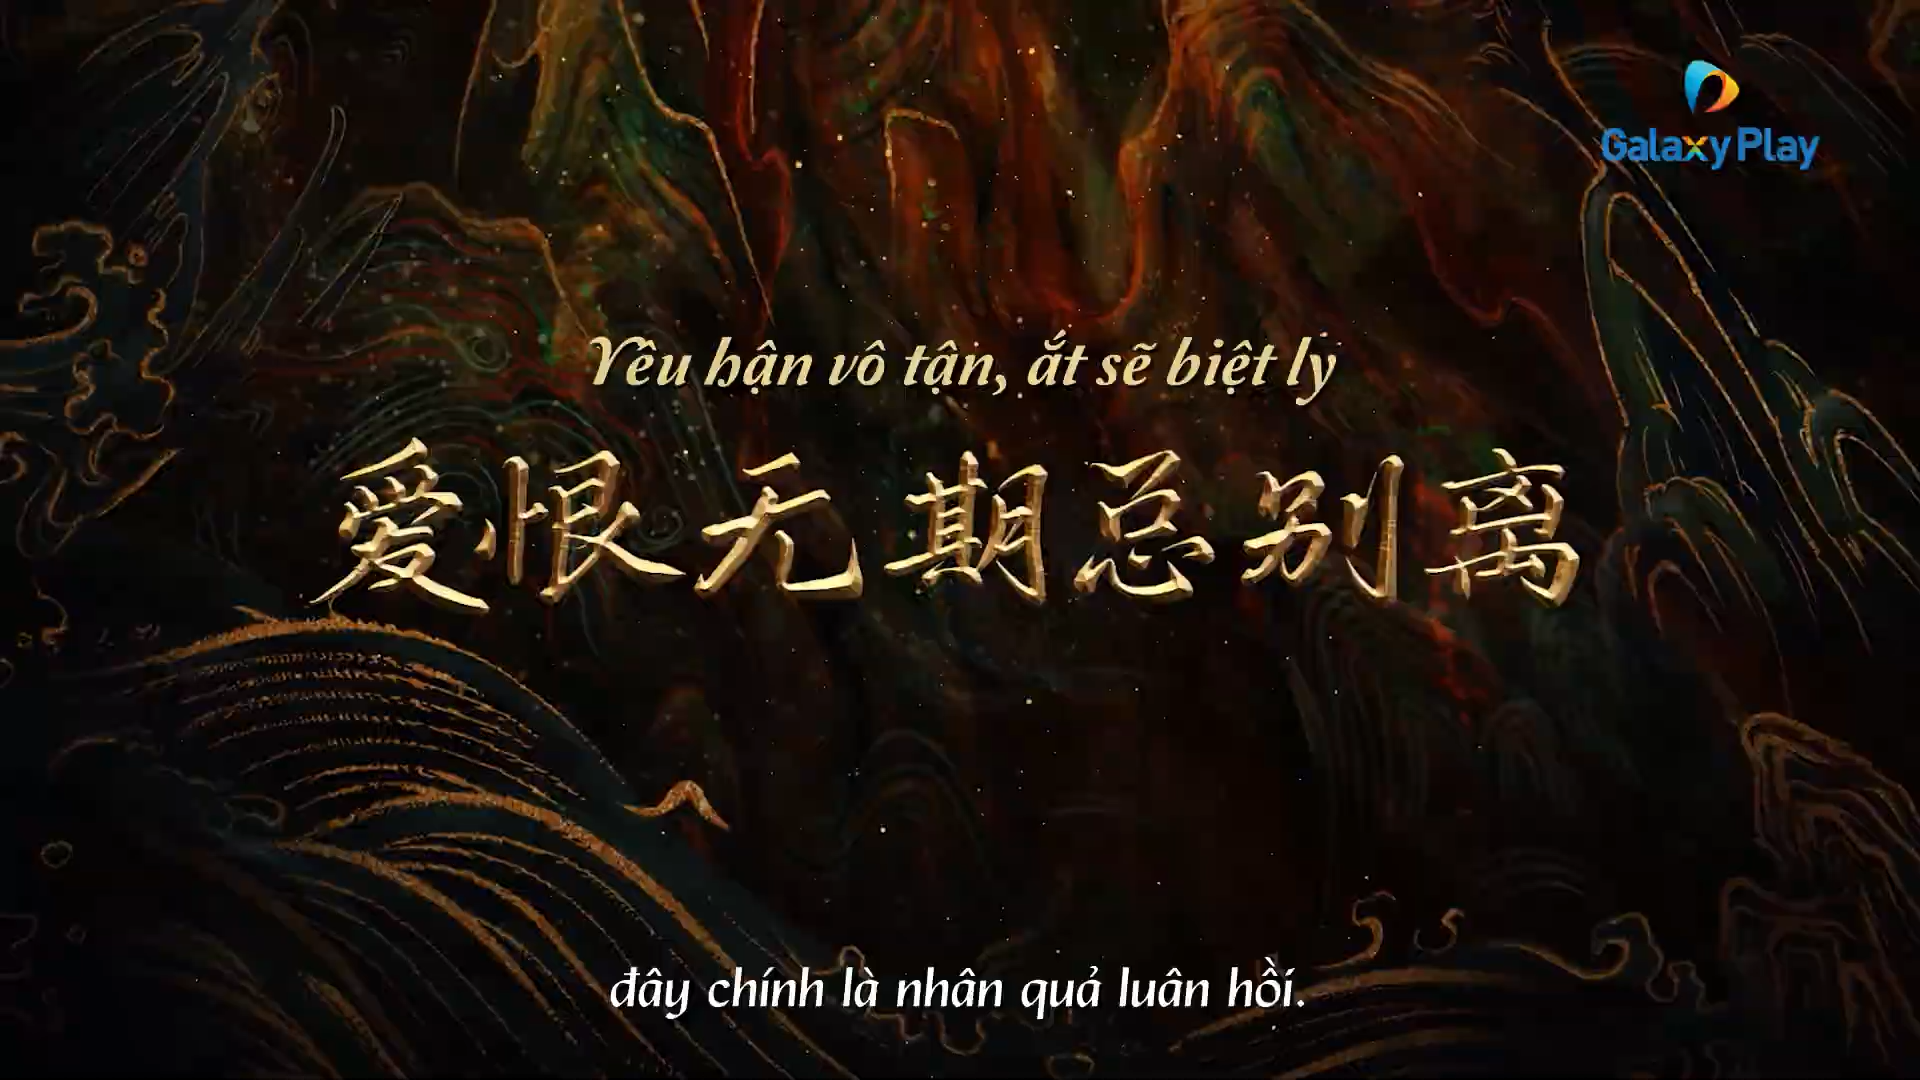 Galaxy Play
Yêu hận vô tận, ắt sẽ biệt ly
爱恨无期总别离
đây chính là nhân quả luân hồi.